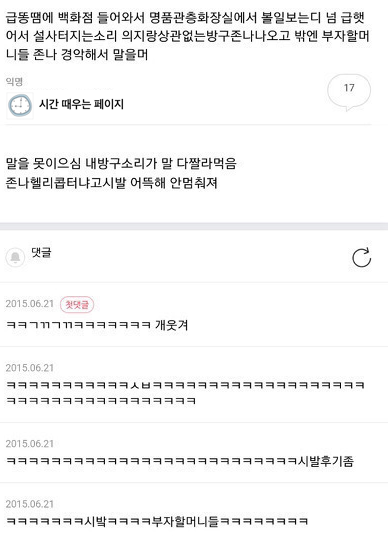 급똥땜에 백화점 들어와서 명품관층화장실에서 볼일보는디 넘 급햇
어서 설사터지는소리 의지랑상관없는방구존나나오고 밖엔 부자할머
니들 존나 경악해서 말을머
익명
시간 때우는 페이지
17
말을 못이으심 내방구소리가 말 다짤라먹음
존나헬리콥터냐고시발 어뜩해 안멈춰져
댓글
2015.06.21 첫댓글
ㅋㅋㄱㄲㄱㄲㅋㅋㅋㅋㅋㅋㅋ 개웃겨
2015.06.21
ㅋㅋㅋㅋㅋㅋㅋㅋㅋㅋㅋㅅㅂㅋㅋㅋㅋㅋㅋㅋㅋㅋㅋㅋㅋㅋㅋㅋㅋㅋㅋㅋ
ㅋㅋㅋㅋㅋㅋㅋㅋㅋㅋㅋㅋㅋㅋㅋㅋㅋ
2015.06.21
ㅋㅋㅋㅋㅋㅋㅋㅋㅋㅋㅋㅋㅋㅋㅋㅋㅋㅋㅋㅋㅋㅋㅋㅋㅋㅋ시발후기좀
2015.06.21
ㅋㅋㅋㅋㅋㅋㅋ시발ㅋㅋㅋㅋ부자할머니들ㅋㅋㅋㅋㅋㅋㅋㅋ